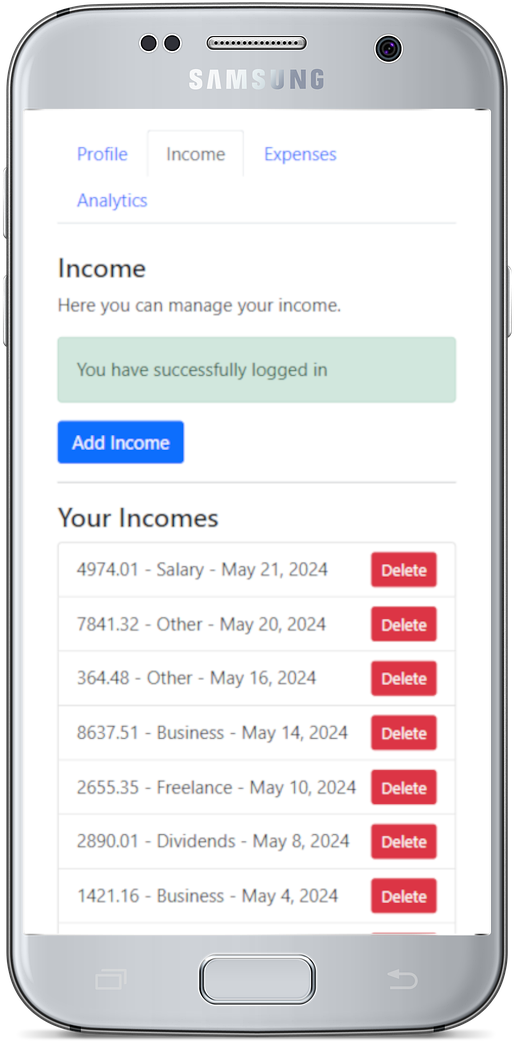 SAMSUNG
Profile Income Expenses
Analytics
Income
Here you can manage your income.
You have successfully logged in
Add Income
Your Incomes
4974.01 - Salary - May 21, 2024 Delete
7841.32 - Other - May 20, 2024 Delete
364.48 - Other - May 16, 2024 Delete
8637.51 - Business - May 14, 2024 Delete
2655.35 - Freelance - May 10, 2024 Delete
2890.01 - Dividends - May 8, 2024 Delete
1421.16 - Business - May 4, 2024 Delete